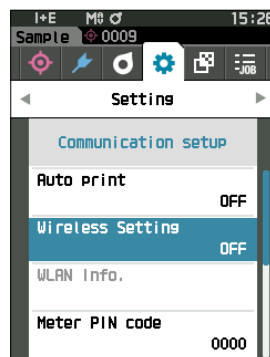 I+E M0 15:28
Sample 0009
-JOB
Setting
Communication setup
Auto print
OFF
Wireless Setting
OFF
WLAN Info.
Meter PIN code
0000